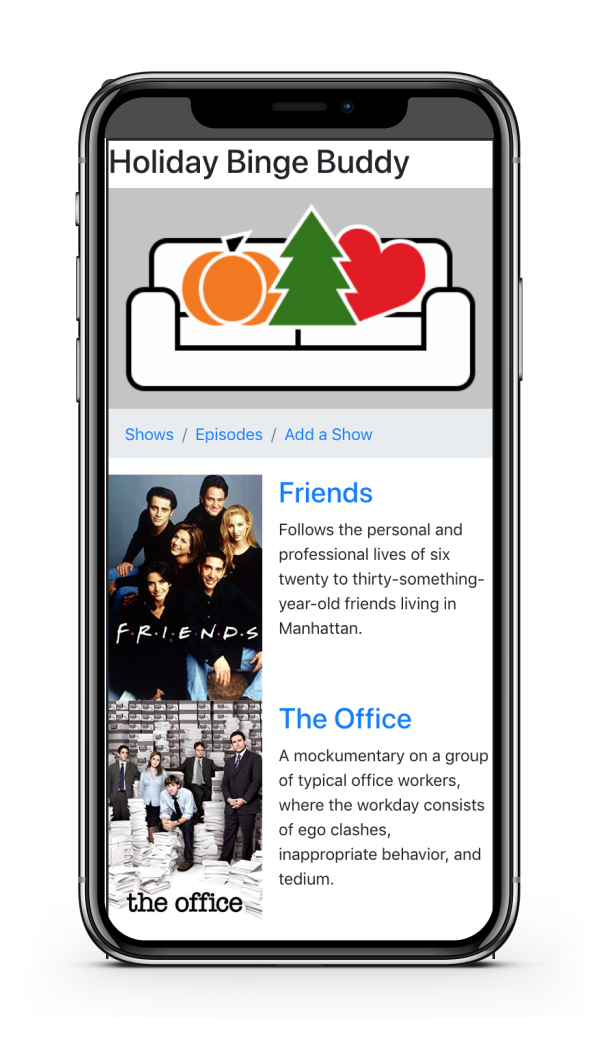 Holiday Binge Buddy
Shows / Episodes / Add a Show
Friends
Follows the personal and
professional lives of six
twenty to thirty-something-
year-old friends living in
Manhattan.
F·R·I·E·N·D·S
The Office
A mockumentary on a group
of typical office workers,
where the workday consists
of ego clashes,
inappropriate behavior, and
tedium.
the office